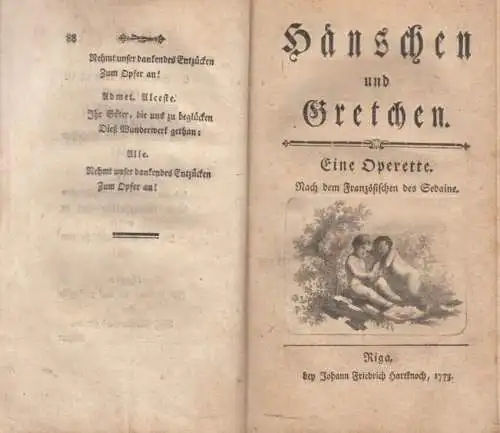 88
Nehmt unser dankendes Entzücken
Zum Opfer an!
Admet. Alceste.
Ihr Götter, die uns zu beglücken
Dieß Wunderwerk gethan:
Alle.
Nehmt unser dankendes Entzücken
Zum Opfer an!
Hänschen
und
Gretchen.
Eine Operette.
Nach dem Französischen des Sedaine.
Riga,
bey Johann Friedrich Hartknoch, 1773.